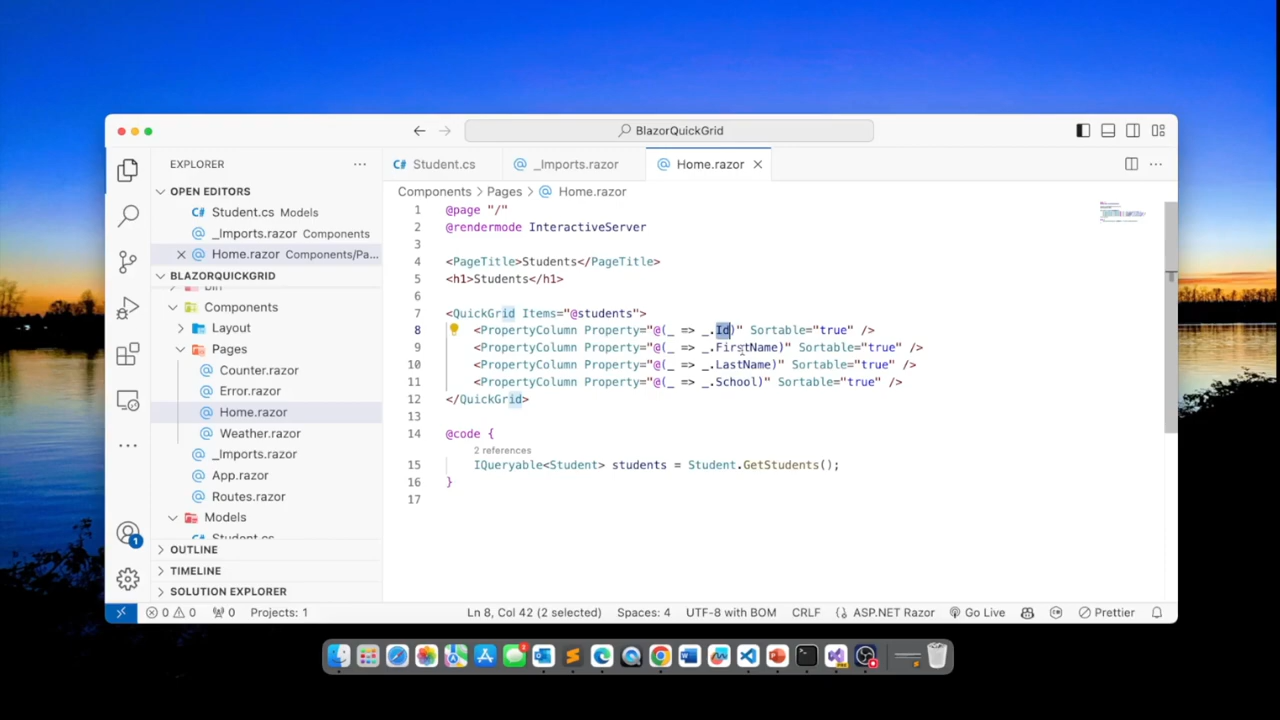 BlazorQuickGrid
EXPLORER
OPEN EDITORS
C# Student.cs Models
_Imports.razor Components
Home.razor Components/Pa...
BLAZORQUICKGRID
bin
Components
Layout
Pages
Counter.razor
Error.razor
Home.razor
Weather.razor
_Imports.razor
App.razor
Routes.razor
Models
C# Student.cs
OUTLINE
TIMELINE
SOLUTION EXPLORER
1
C# Student.cs
_Imports.razor
Home.razor
Components > Pages > Home.razor
1 @page "/"
2 @rendermode InteractiveServer
3
4 <PageTitle>Students</PageTitle>
5 <h1>Students</h1>
6
7 <QuickGrid Items="@students">
8 <PropertyColumn Property="@(_ => _.Id)" Sortable="true" />
9 <PropertyColumn Property="@(_ => _.FirstName)" Sortable="true" />
10 <PropertyColumn Property="@(_ => _.LastName)" Sortable="true" />
11 <PropertyColumn Property="@(_ => _.School)" Sortable="true" />
12 </QuickGrid>
13
14 @code {
2 references
15 IQueryable<Student> students = Student.GetStudents();
16 }
17
0 0 0 Projects: 1 Ln 8, Col 42 (2 selected) Spaces: 4 UTF-8 with BOM CRLF ASP.NET Razor Go Live Prettier